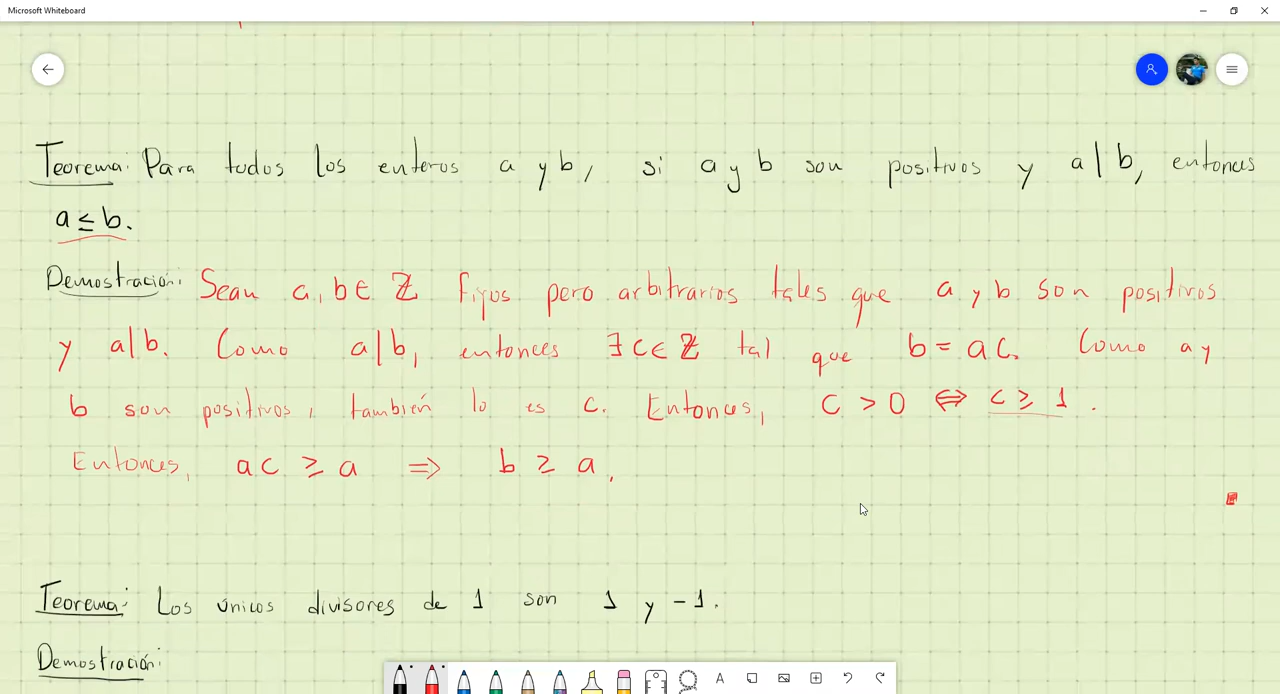 Microsoft Whiteboard
Teorema: Para todos los enteros a y b, si a y b son positivos y a | b, entonces
a ≤ b.
Demostración: Sean a, b ∈ ℤ fijos pero arbitrarios tales que a y b son positivos
y a|b. Como a|b, entonces ∃ c ∈ ℤ tal que b = ac. Como a y
b son positivos, también lo es c. Entonces, c > 0 ⇔ c ≥ 1.
Entonces, ac ≥ a ⇒ b ≥ a.
Teorema: Los únicos divisores de 1 son 1 y -1.
Demostración:
A